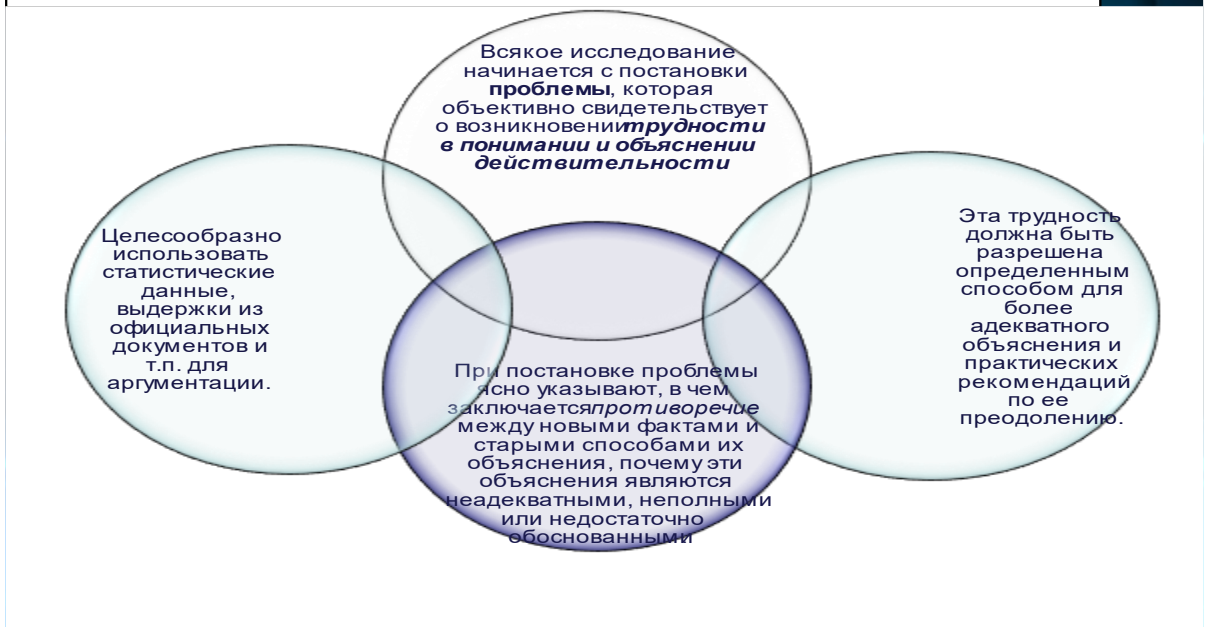 Всякое исследование
начинается с постановки
проблемы, которая
объективно свидетельствует
о возникновениитрудности
в понимании и объяснении
действительности
Целесообразно
использовать
статистические
данные,
выдержки из
официальных
документов и
т.п. для
аргументации.
Эта трудность
должна быть
разрешена
определенным
способом для
более
адекватного
объяснения и
практических
рекомендаций
по ее
преодолению.
При постановке проблемы
ясно указывают, в чем
заключаетсяпротиворечие
между новыми фактами и
старыми способами их
объяснения, почему эти
объяснения являются
неадекватными, неполными
или недостаточно
обоснованными